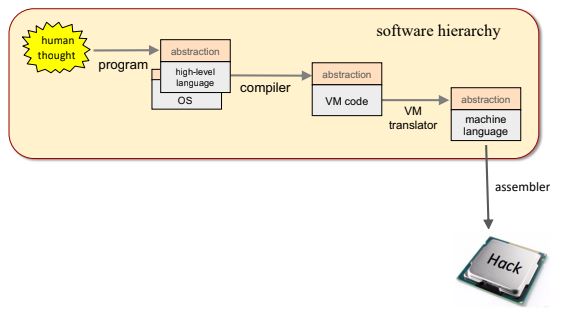 software hierarchy
human
thought
program
abstraction
high-level
language
OS
compiler
abstraction
VM code
VM
translator
abstraction
machine
language
assembler
Hack